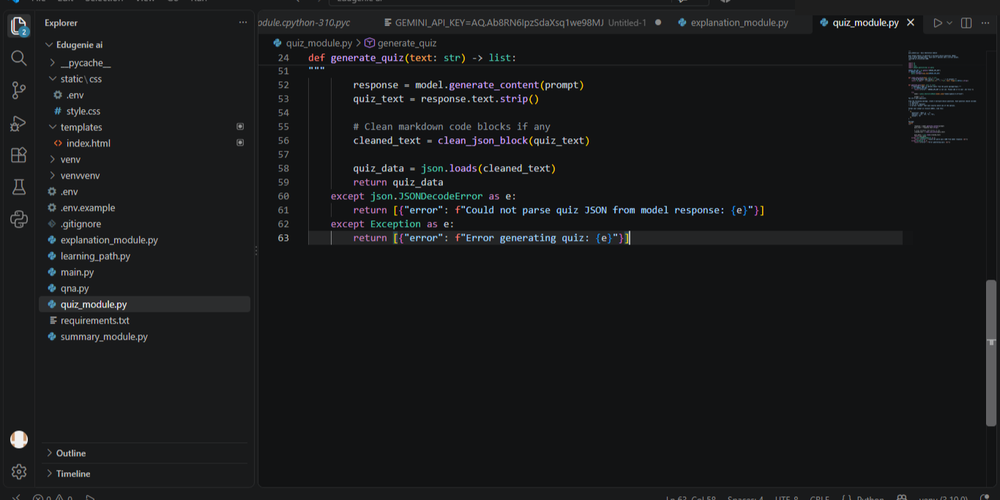 Explorer
2
Edugenie ai
__pycache__
static\css
.env
# style.css
templates
<> index.html
venv
venvvenv
.env
.env.example
.gitignore
explanation_module.py
learning_path.py
main.py
qna.py
quiz_module.py
requirements.txt
summary_module.py
Outline
Timeline
odule.cpython-310.pyc
GEMINI_API_KEY=AQ.Ab8RN6IpzSdaXsq1we98MJ Untitled-1
explanation_module.py
quiz_module.py
quiz_module.py > generate_quiz
24 def generate_quiz(text: str) -> list:
51 """
52 response = model.generate_content(prompt)
53 quiz_text = response.text.strip()
54
55 # Clean markdown code blocks if any
56 cleaned_text = clean_json_block(quiz_text)
57
58 quiz_data = json.loads(cleaned_text)
59 return quiz_data
60 except json.JSONDecodeError as e:
61 return [{"error": f"Could not parse quiz JSON from model response: {e}"}]
62 except Exception as e:
63 return [{"error": f"Error generating quiz: {e}"}]